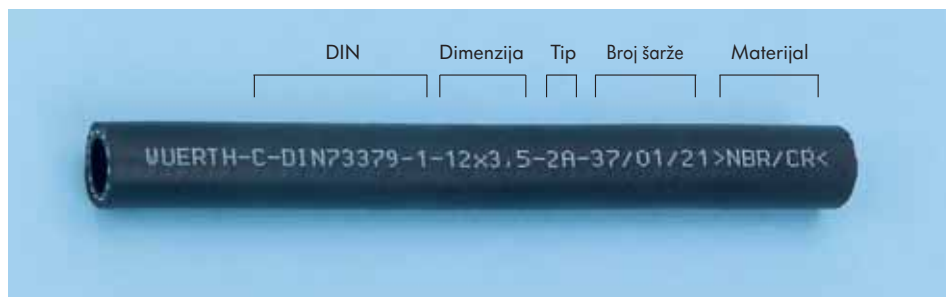 DIN Dimenzija Tip Broj šarže Materijal
WUERTH-C-DIN73379-1-12x3.5-2A-37/01/21>NBR/CR<